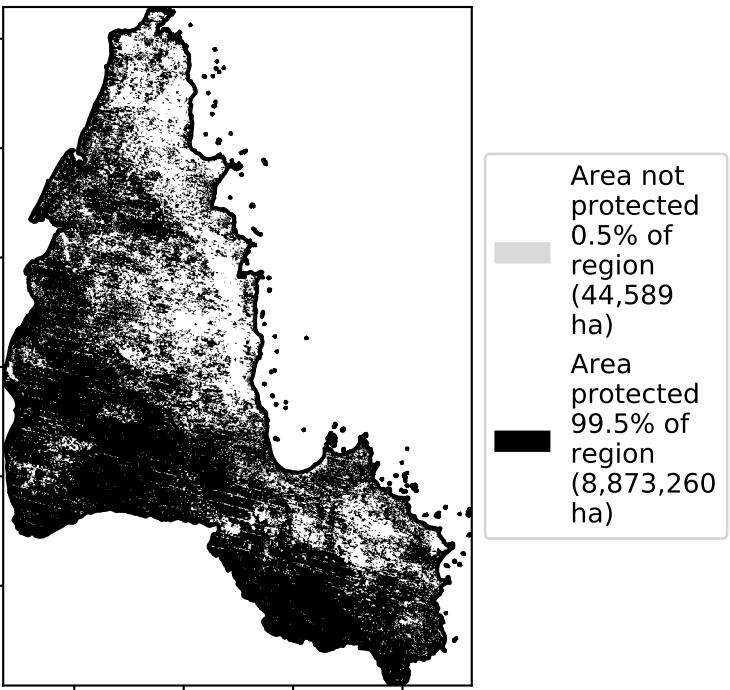 Area not
protected
0.5% of
region
(44,589
ha)
Area
protected
99.5% of
region
(8,873,260
ha)